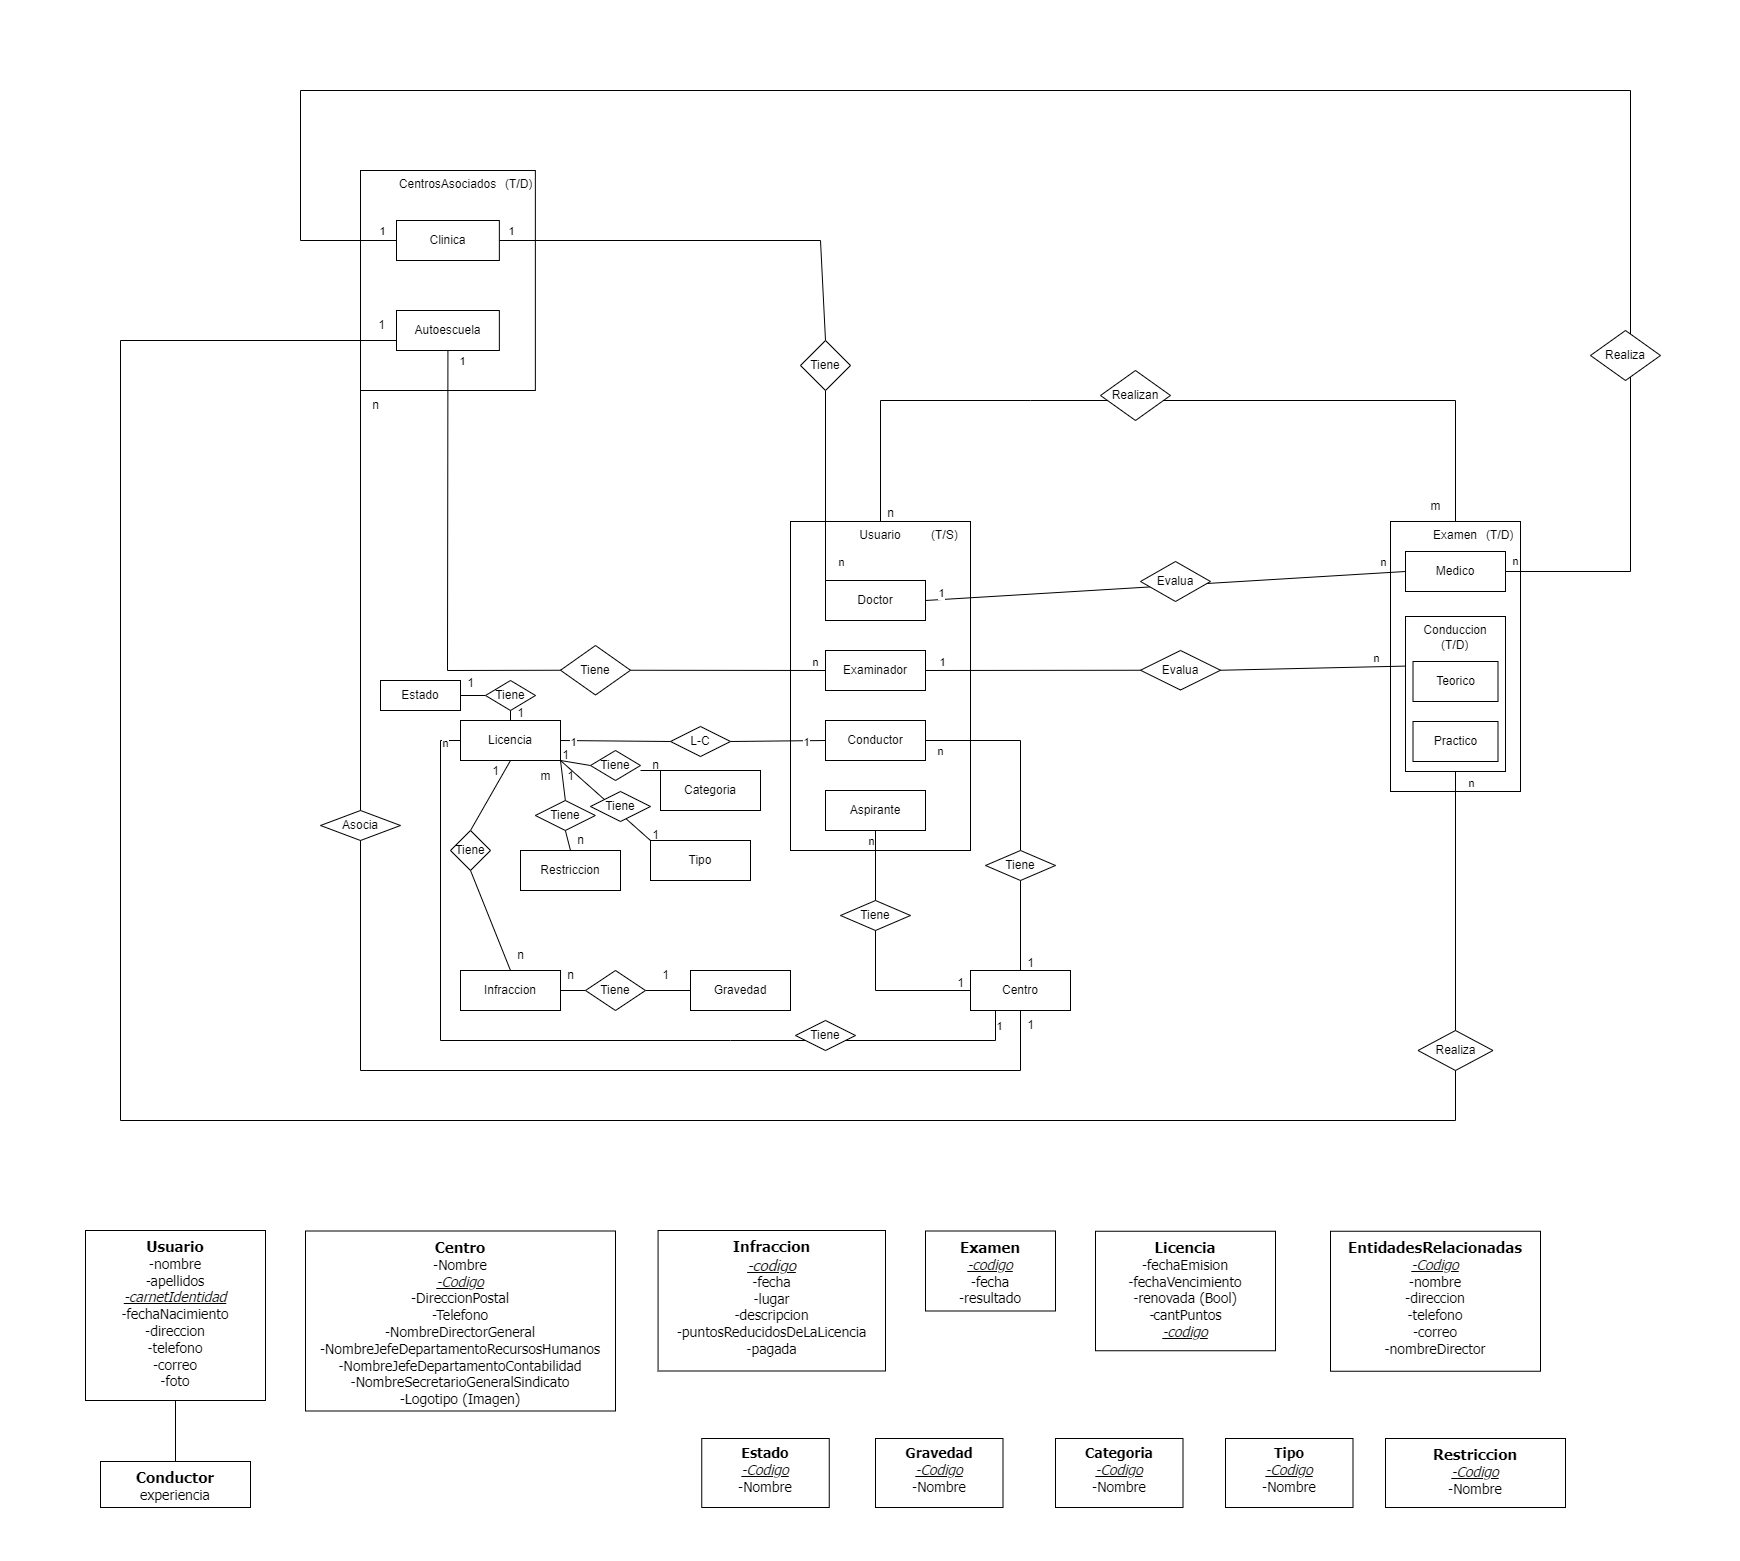 CentrosAsociados (T/D)
1
Clinica
1
1
Autoescuela
1
n
Tiene
Realiza
Realizan
m
n
Usuario (T/S)
Examen (T/D)
n
Doctor
1
Evalua
n
Medico
n
Conduccion
(T/D)
Tiene
n
Examinador
1
Evalua
n
Teorico
Estado
1
Tiene
1
n
Licencia
1
L-C
1
Conductor
n
Practico
1
1
m
1
Tiene
n
Categoria
n
Tiene
Tiene
Aspirante
Asocia
Tiene
n
1
Tipo
n
Restriccion
Tiene
Tiene
n
1
Infraccion
n
Tiene
1
Gravedad
1
Centro
1
1
Tiene
Realiza
Usuario
-nombre
-apellidos
-carnetIdentidad
-fechaNacimiento
-direccion
-telefono
-correo
-foto
Conductor
experiencia
Centro
-Nombre
-Codigo
-DireccionPostal
-Telefono
-NombreDirectorGeneral
-NombreJefeDepartamentoRecursosHumanos
-NombreJefeDepartamentoContabilidad
-NombreSecretarioGeneralSindicato
-Logotipo (Imagen)
Infraccion
-codigo
-fecha
-lugar
-descripcion
-puntosReducidosDeLaLicencia
-pagada
Examen
-codigo
-fecha
-resultado
Licencia
-fechaEmision
-fechaVencimiento
-renovada (Bool)
-cantPuntos
-codigo
EntidadesRelacionadas
-Codigo
-nombre
-direccion
-telefono
-correo
-nombreDirector
Estado
-Codigo
-Nombre
Gravedad
-Codigo
-Nombre
Categoria
-Codigo
-Nombre
Tipo
-Codigo
-Nombre
Restriccion
-Codigo
-Nombre